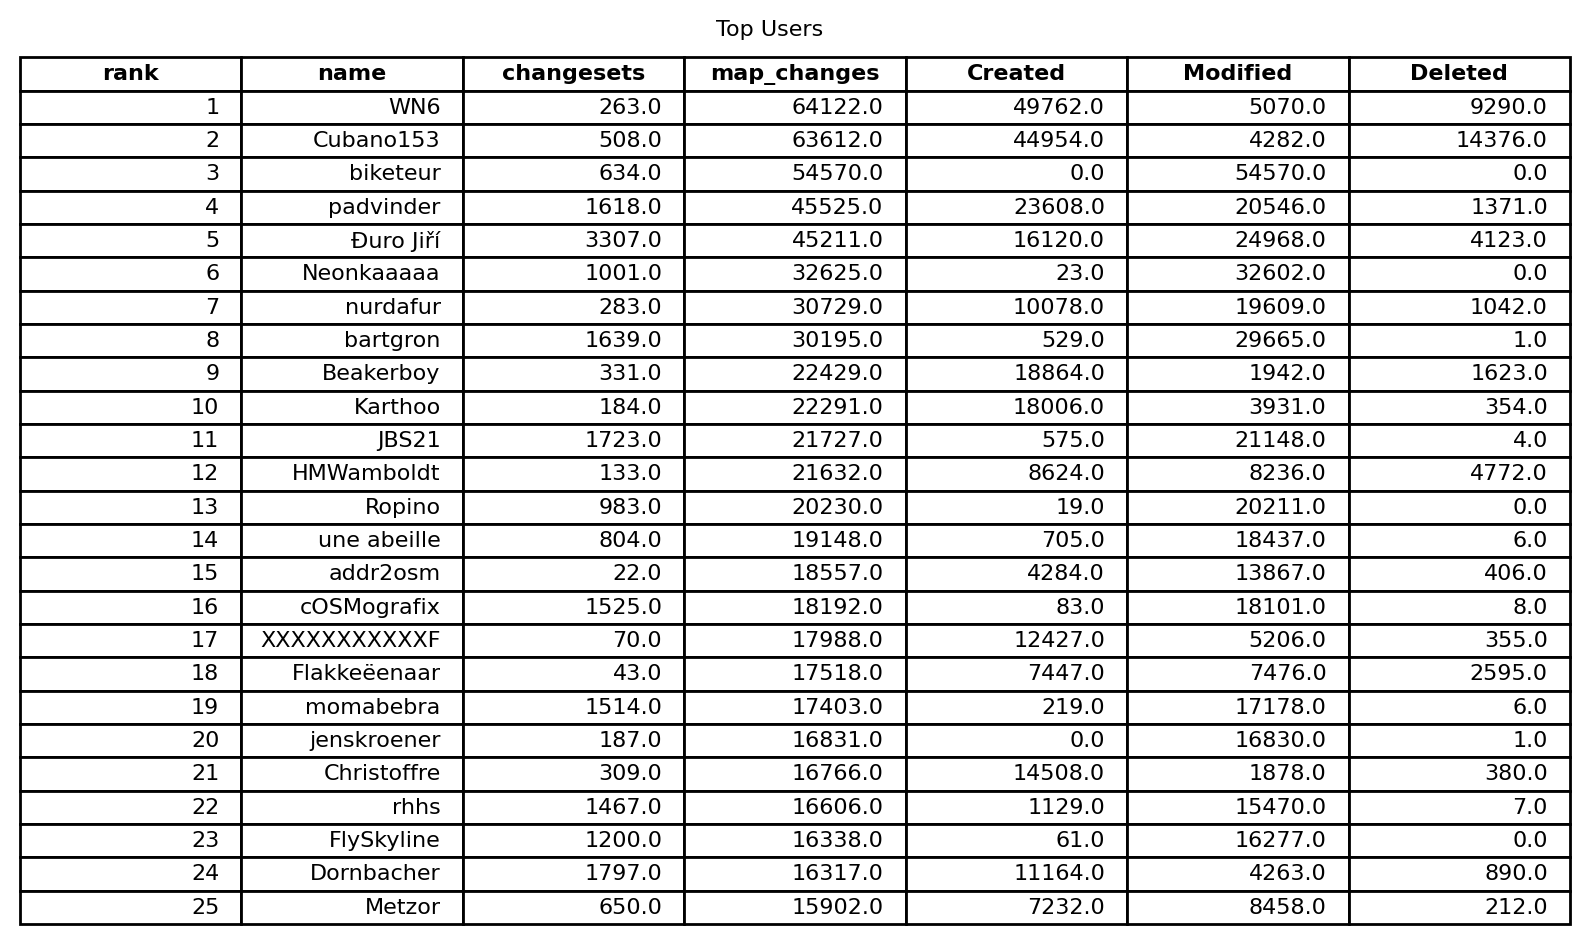 Top Users
rank name changesets map_changes Created Modified Deleted
1 WN6 263.0 64122.0 49762.0 5070.0 9290.0
2 Cubano153 508.0 63612.0 44954.0 4282.0 14376.0
3 biketeur 634.0 54570.0 0.0 54570.0 0.0
4 padvinder 1618.0 45525.0 23608.0 20546.0 1371.0
5 Đuro Jiří 3307.0 45211.0 16120.0 24968.0 4123.0
6 Neonkaaaaa 1001.0 32625.0 23.0 32602.0 0.0
7 nurdafur 283.0 30729.0 10078.0 19609.0 1042.0
8 bartgron 1639.0 30195.0 529.0 29665.0 1.0
9 Beakerboy 331.0 22429.0 18864.0 1942.0 1623.0
10 Karthoo 184.0 22291.0 18006.0 3931.0 354.0
11 JBS21 1723.0 21727.0 575.0 21148.0 4.0
12 HMWamboldt 133.0 21632.0 8624.0 8236.0 4772.0
13 Ropino 983.0 20230.0 19.0 20211.0 0.0
14 une abeille 804.0 19148.0 705.0 18437.0 6.0
15 addr2osm 22.0 18557.0 4284.0 13867.0 406.0
16 cOSMografix 1525.0 18192.0 83.0 18101.0 8.0
17 XXXXXXXXXXXF 70.0 17988.0 12427.0 5206.0 355.0
18 Flakkeëenaar 43.0 17518.0 7447.0 7476.0 2595.0
19 momabebra 1514.0 17403.0 219.0 17178.0 6.0
20 jenskroener 187.0 16831.0 0.0 16830.0 1.0
21 Christoffre 309.0 16766.0 14508.0 1878.0 380.0
22 rhhs 1467.0 16606.0 1129.0 15470.0 7.0
23 FlySkyline 1200.0 16338.0 61.0 16277.0 0.0
24 Dornbacher 1797.0 16317.0 11164.0 4263.0 890.0
25 Metzor 650.0 15902.0 7232.0 8458.0 212.0